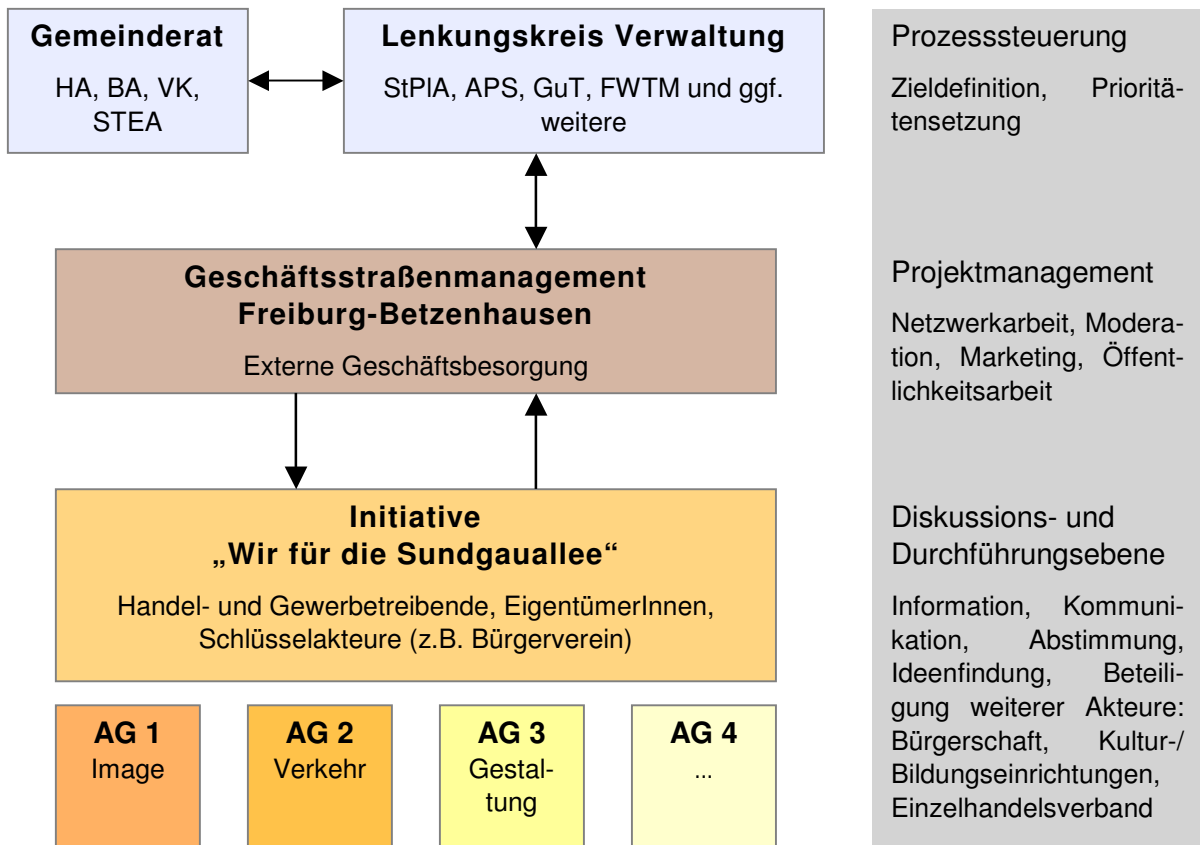 Gemeinderat
HA, BA, VK,
STEA
Lenkungskreis Verwaltung
StPlA, APS, GuT, FWTM und ggf.
weitere
Prozesssteuerung
Zieldefinition, Prioritä-
tensetzung
Geschäftsstraßenmanagement
Freiburg-Betzenhausen
Externe Geschäftsbesorgung
Projektmanagement
Netzwerkarbeit, Modera-
tion, Marketing, Öffent-
lichkeitsarbeit
Initiative
„Wir für die Sundgauallee“
Handel- und Gewerbetreibende, EigentümerInnen,
Schlüsselakteure (z.B. Bürgerverein)
Diskussions- und
Durchführungsebene
Information, Kommuni-
kation, Abstimmung,
Ideenfindung, Beteili-
gung weiterer Akteure:
Bürgerschaft, Kultur-/
Bildungseinrichtungen,
Einzelhandelsverband
AG 1
Image
AG 2
Verkehr
AG 3
Gestal-
tung
AG 4
...